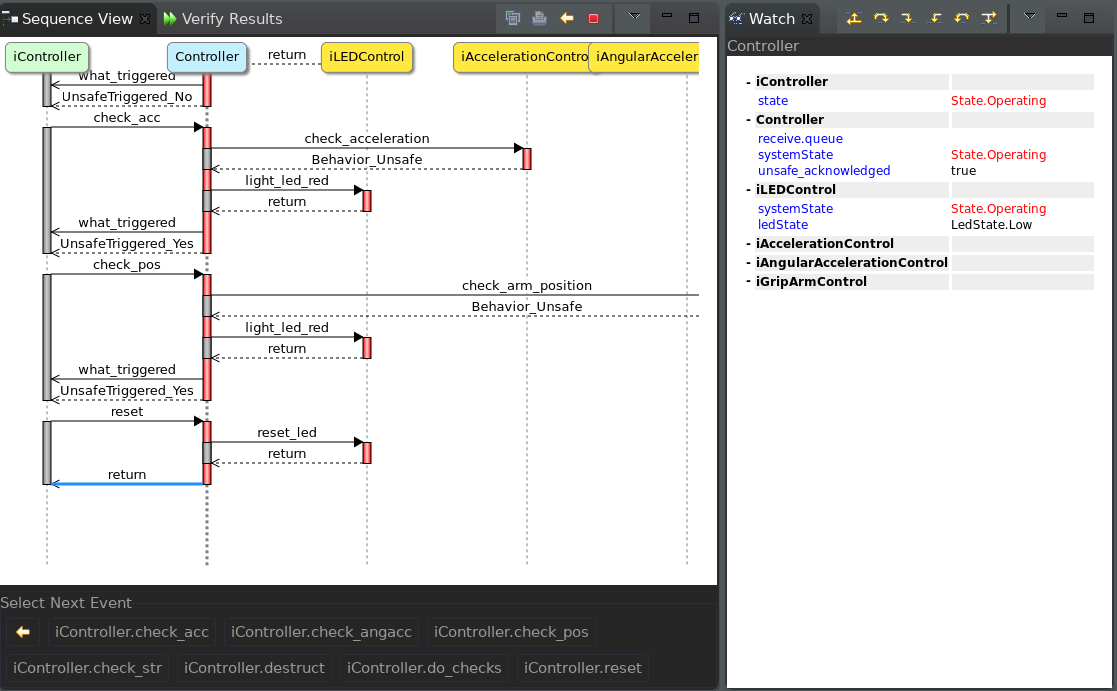 Sequence View
Verify Results
iController
Controller
return
iLEDControl
iAccelerationContro
iAngularAcceler
what_triggered
UnsafeTriggered_No
check_acc
check_acceleration
Behavior_Unsafe
light_led_red
return
what_triggered
UnsafeTriggered_Yes
check_pos
check_arm_position
Behavior_Unsafe
light_led_red
return
what_triggered
UnsafeTriggered_Yes
reset
reset_led
return
return
Select Next Event
iController.check_acc
iController.check_angacc
iController.check_pos
iController.check_str
iController.destruct
iController.do_checks
iController.reset
Watch
Controller
- iController
state State.Operating
- Controller
receive.queue
systemState State.Operating
unsafe_acknowledged true
- iLEDControl
systemState State.Operating
ledState LedState.Low
- iAccelerationControl
- iAngularAccelerationControl
- iGripArmControl